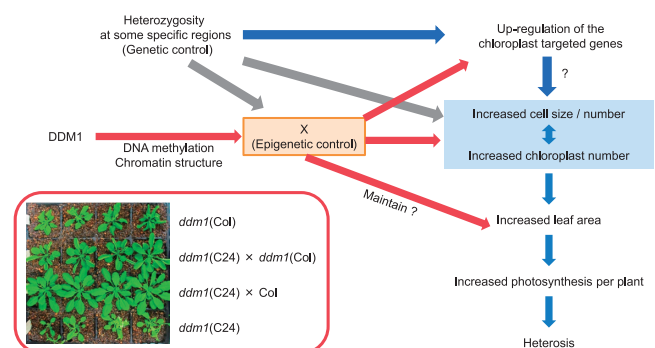 Heterozygosity
at some specific regions
(Genetic control)
Up-regulation of the
chloroplast targeted genes
?
DDM1
DNA methylation
Chromatin structure
X
(Epigenetic control)
Increased cell size / number
Increased chloroplast number
Maintain ?
Increased leaf area
Increased photosynthesis per plant
Heterosis
ddm1(Col)
ddm1(C24) × ddm1(Col)
ddm1(C24) × Col
ddm1(C24)